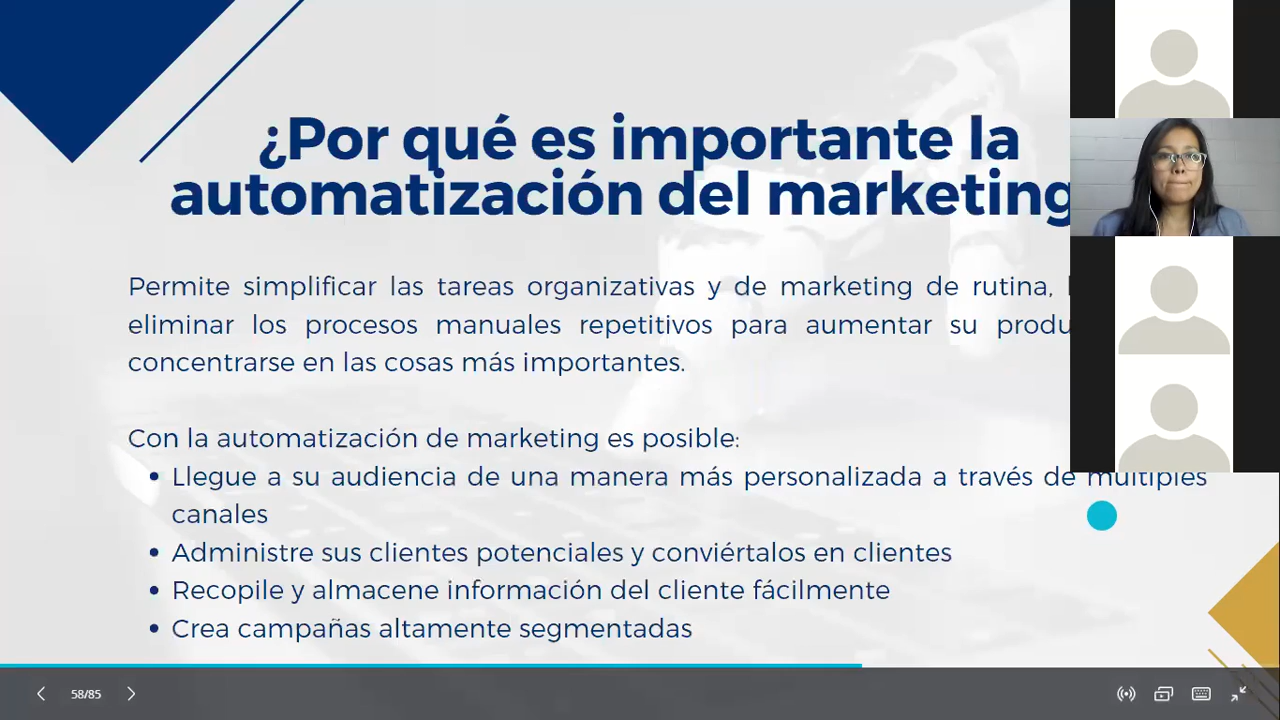 ¿Por qué es importante la
automatización del marketing
Permite simplificar las tareas organizativas y de marketing de rutina,
eliminar los procesos manuales repetitivos para aumentar su
concentrarse en las cosas más importantes.
Con la automatización de marketing es posible:
• Llegue a su audiencia de una manera más personalizada a través de múltiples
canales
• Administre sus clientes potenciales y conviértalos en clientes
• Recopile y almacene información del cliente fácilmente
• Crea campañas altamente segmentadas
58/85